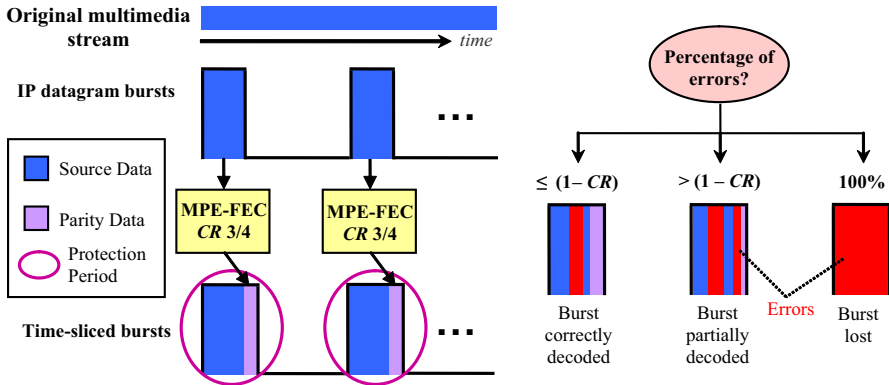 Original multimedia
stream
time
IP datagram bursts
...
Source Data
Parity Data
Protection
Period
MPE-FEC
CR 3/4
MPE-FEC
CR 3/4
Time-sliced bursts
...
Percentage of
errors?
≤ (1– CR)
> (1 – CR)
100%
Errors
Burst
correctly
decoded
Burst
partially
decoded
Burst
lost